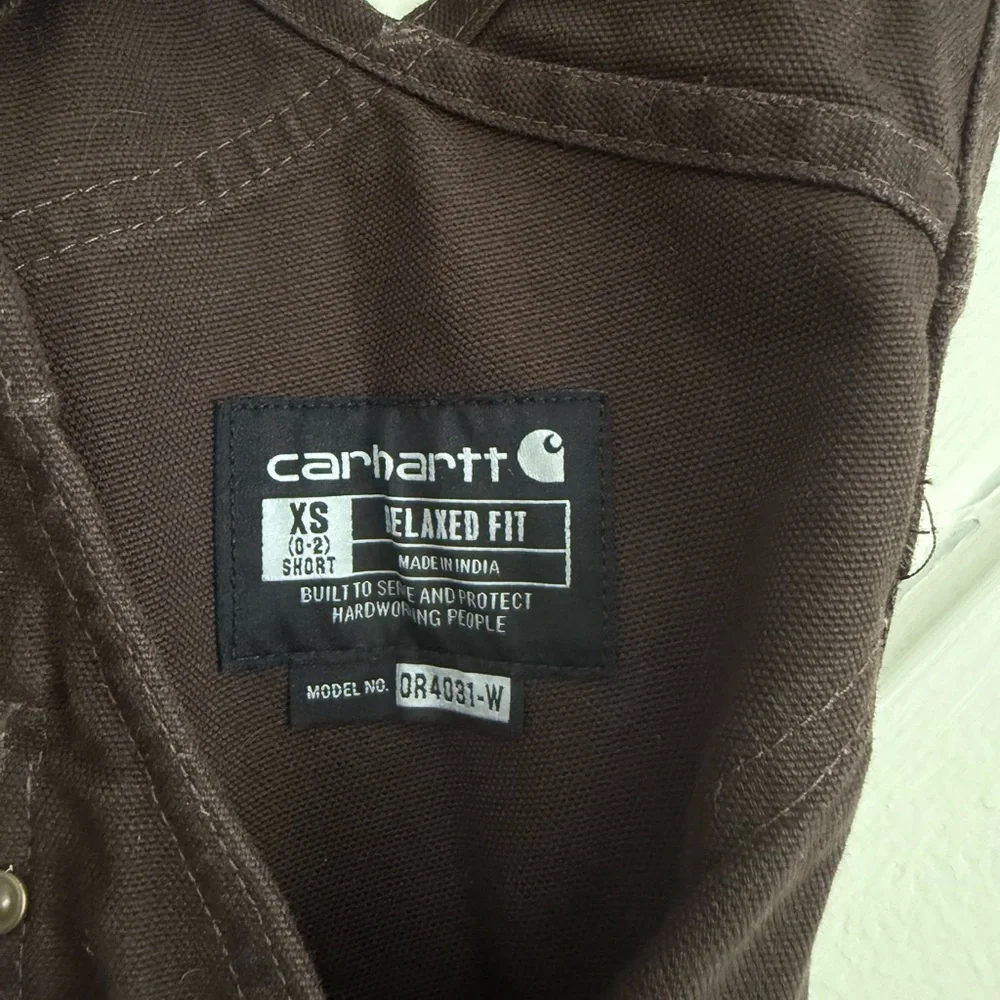 carhartt
XS
(0-2)
SHORT
RELAXED FIT
MADE IN INDIA
BUILT TO SERVE AND PROTECT
HARDWORKING PEOPLE
MODEL NO. OR4031-W